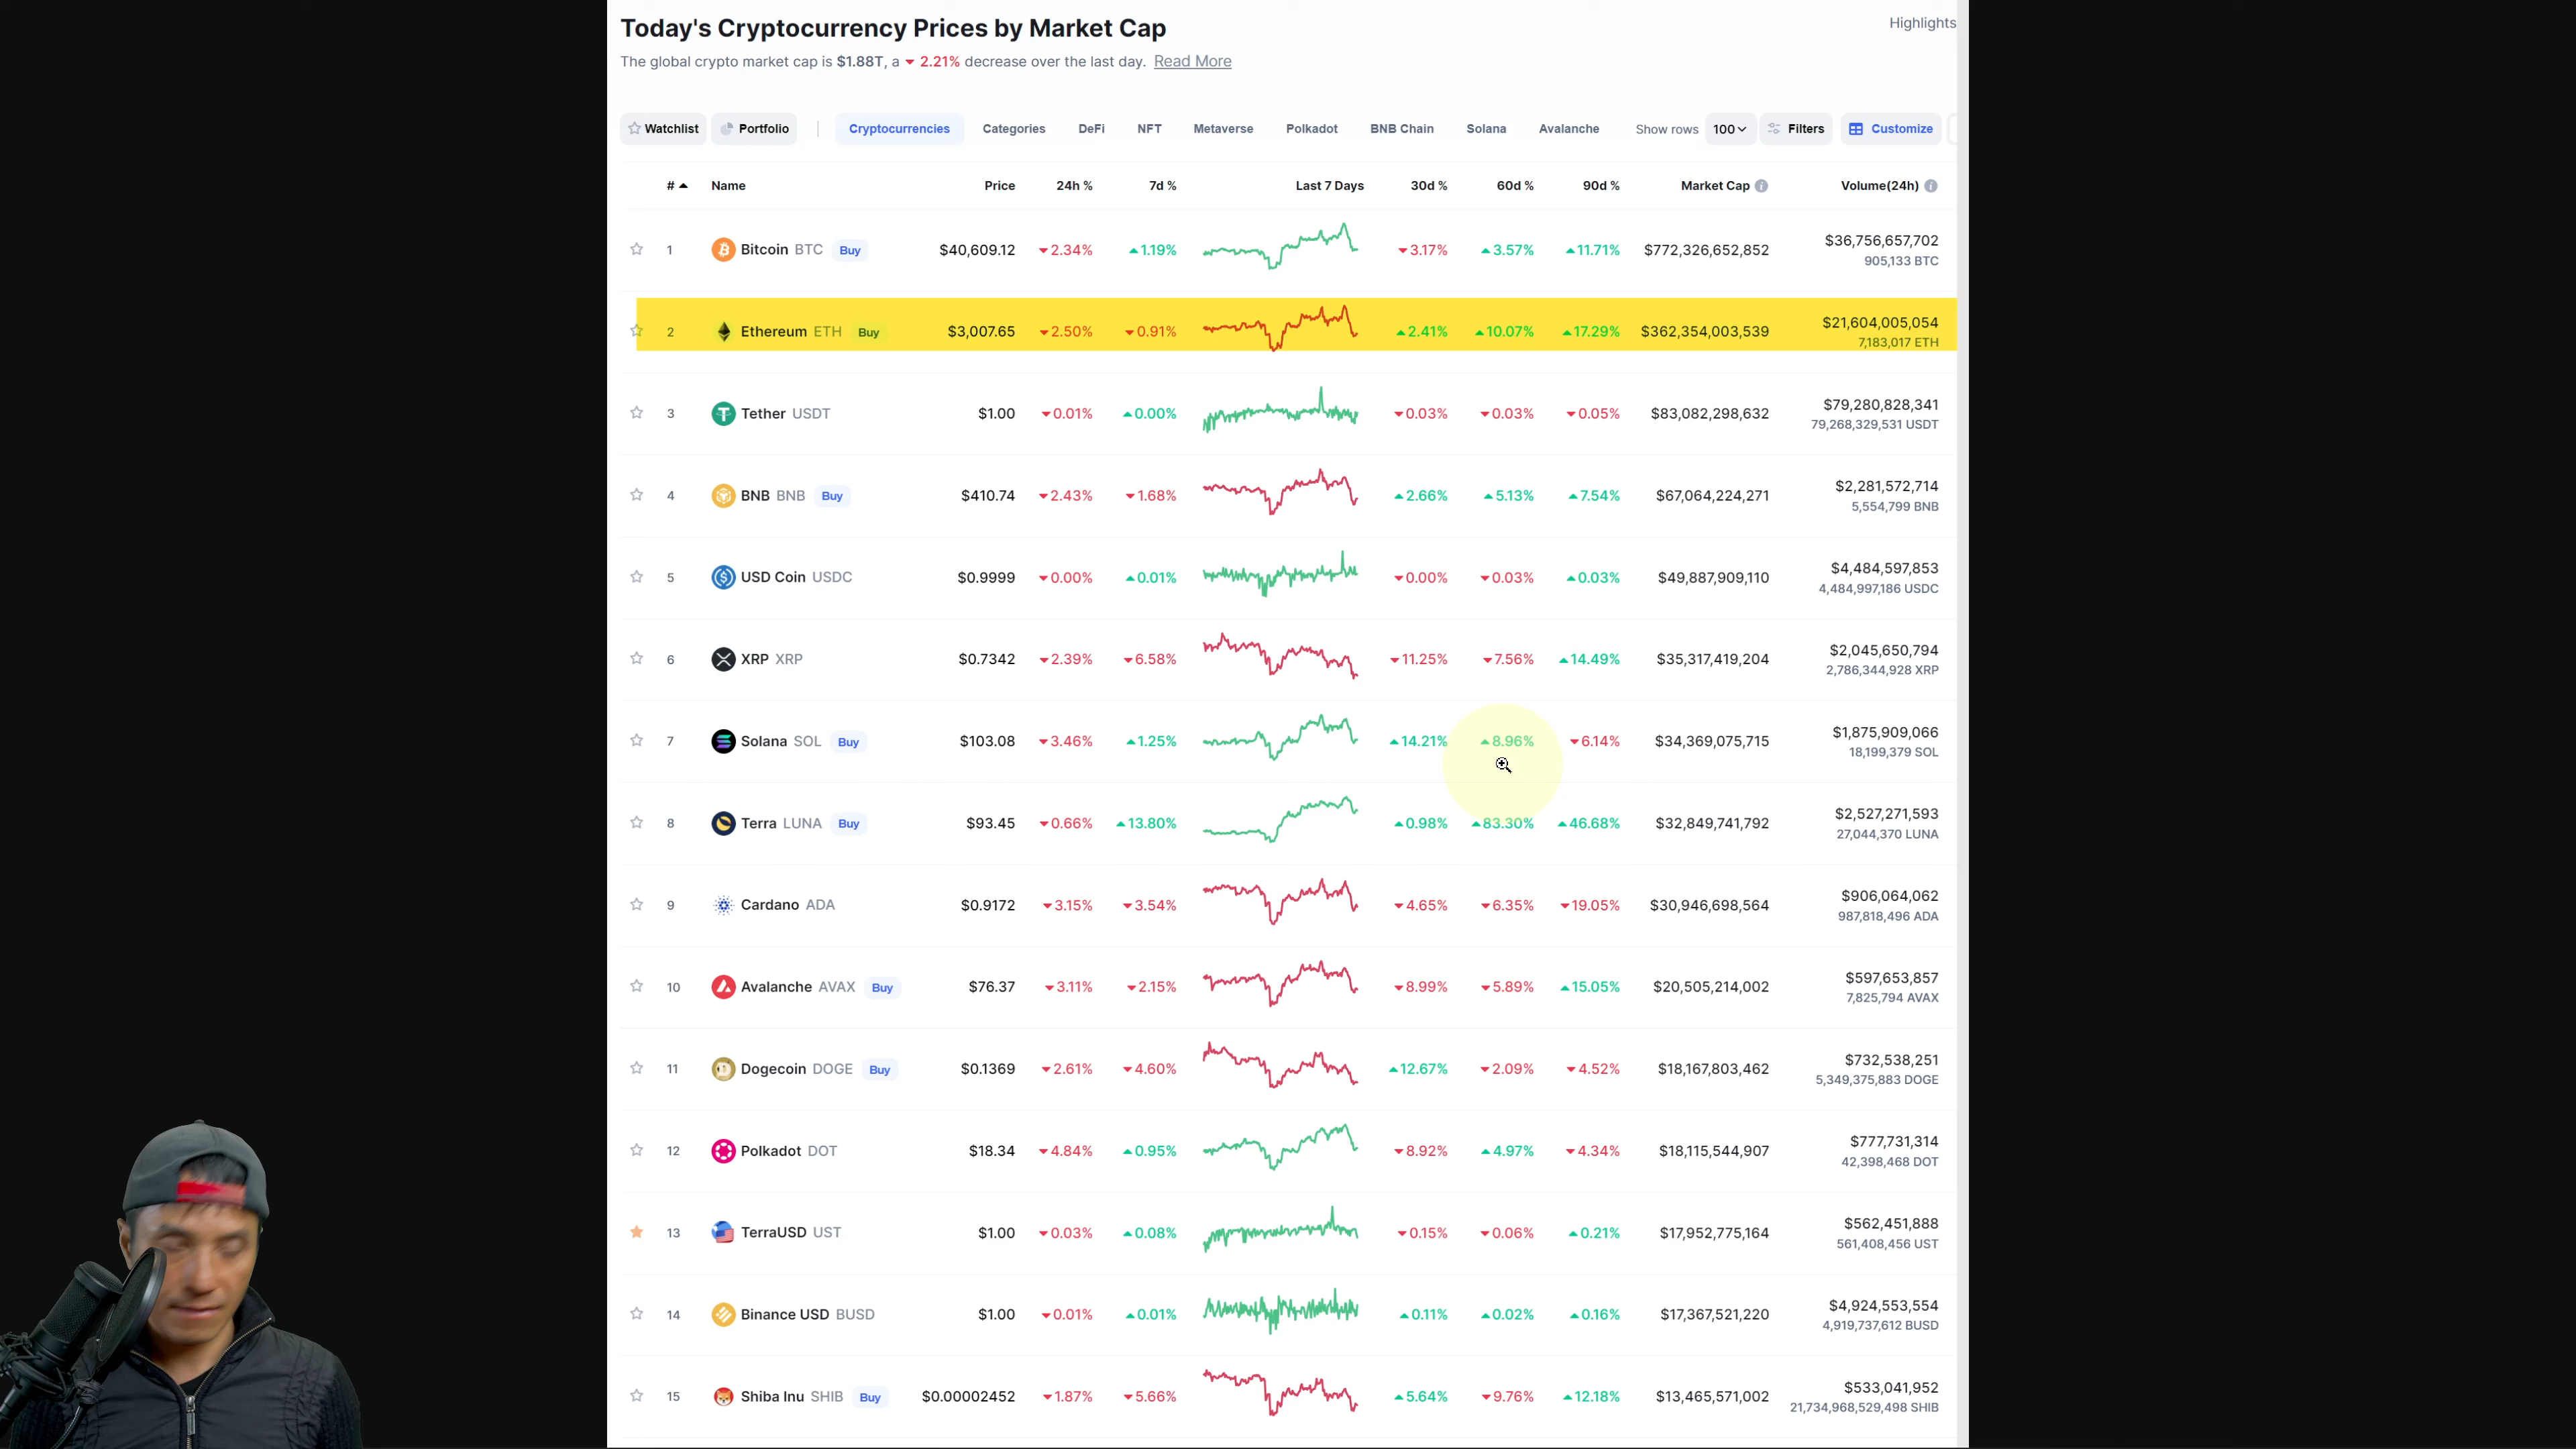 Today's Cryptocurrency Prices by Market Cap
Highlights
The global crypto market cap is $1.88T, a 2.21% decrease over the last day. Read More
Watchlist Portfolio Cryptocurrencies Categories DeFi NFT Metaverse Polkadot BNB Chain Solana Avalanche Show rows 100 Filters Customize
# Name Price 24h % 7d % Last 7 Days 30d % 60d % 90d % Market Cap Volume(24h)
1 Bitcoin BTC Buy $40,609.12 2.34% 1.19% 3.17% 3.57% 11.71% $772,326,652,852 $36,756,657,702
905,133 BTC
2 Ethereum ETH Buy $3,007.65 2.50% 0.91% 2.41% 10.07% 17.29% $362,354,003,539 $21,604,005,054
7,183,017 ETH
3 Tether USDT $1.00 0.01% 0.00% 0.03% 0.03% 0.05% $83,082,298,632 $79,280,828,341
79,268,329,531 USDT
4 BNB BNB Buy $410.74 2.43% 1.68% 2.66% 5.13% 7.54% $67,064,224,271 $2,281,572,714
5,554,799 BNB
5 USD Coin USDC $0.9999 0.00% 0.01% 0.00% 0.03% 0.03% $49,887,909,110 $4,484,597,853
4,484,997,186 USDC
6 XRP XRP $0.7342 2.39% 6.58% 11.25% 7.56% 14.49% $35,317,419,204 $2,045,650,794
2,786,344,928 XRP
7 Solana SOL Buy $103.08 3.46% 1.25% 14.21% 8.96% 6.14% $34,369,075,715 $1,875,909,066
18,199,379 SOL
8 Terra LUNA Buy $93.45 0.66% 13.80% 0.98% 83.30% 46.68% $32,849,741,792 $2,527,271,593
27,044,370 LUNA
9 Cardano ADA $0.9172 3.15% 3.54% 4.65% 6.35% 19.05% $30,946,698,564 $906,064,062
987,818,496 ADA
10 Avalanche AVAX Buy $76.37 3.11% 2.15% 8.99% 5.89% 15.05% $20,505,214,002 $597,653,857
7,825,794 AVAX
11 Dogecoin DOGE Buy $0.1369 2.61% 4.60% 12.67% 2.09% 4.52% $18,167,803,462 $732,538,251
5,349,375,883 DOGE
12 Polkadot DOT $18.34 4.84% 0.95% 8.92% 4.97% 4.34% $18,115,544,907 $777,731,314
42,398,468 DOT
13 TerraUSD UST $1.00 0.03% 0.08% 0.15% 0.06% 0.21% $17,952,775,164 $562,451,888
561,408,456 UST
14 Binance USD BUSD $1.00 0.01% 0.01% 0.11% 0.02% 0.16% $17,367,521,220 $4,924,553,554
4,919,737,612 BUSD
15 Shiba Inu SHIB Buy $0.00002452 1.87% 5.66% 5.64% 9.76% 12.18% $13,465,571,002 $533,041,952
21,734,968,529,498 SHIB